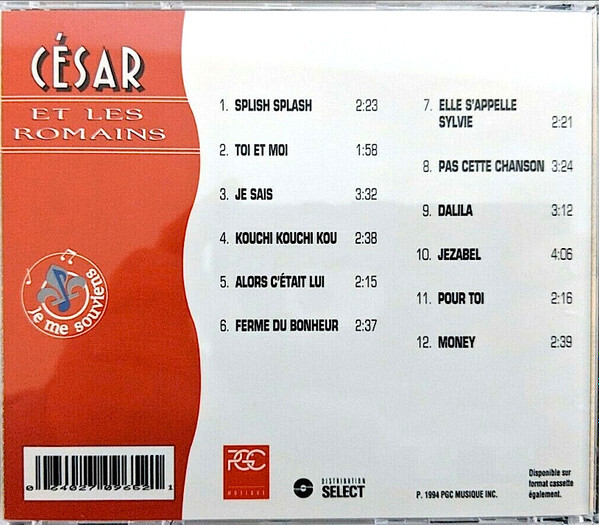 CÉSAR
ET LES
ROMAINS
1. SPLISH SPLASH 2:23
2. TOI ET MOI 1:58
3. JE SAIS 3:32
4. KOUCHI KOUCHI KOU 2:38
5. ALORS C'ÉTAIT LUI 2:15
6. FERME DU BONHEUR 2:37
7. ELLE S'APPELLE
SYLVIE 2:21
8. PAS CETTE CHANSON 3:24
9. DALILA 3:12
10. JEZABEL 4:06
11. POUR TOI 2:16
12. MONEY 2:39
je me souviens
0 64027 09652 1
PGC
MUSIQUE
DISTRIBUTION
SELECT
P. 1994 PGC MUSIQUE INC.
Disponible sur
format cassette
également.